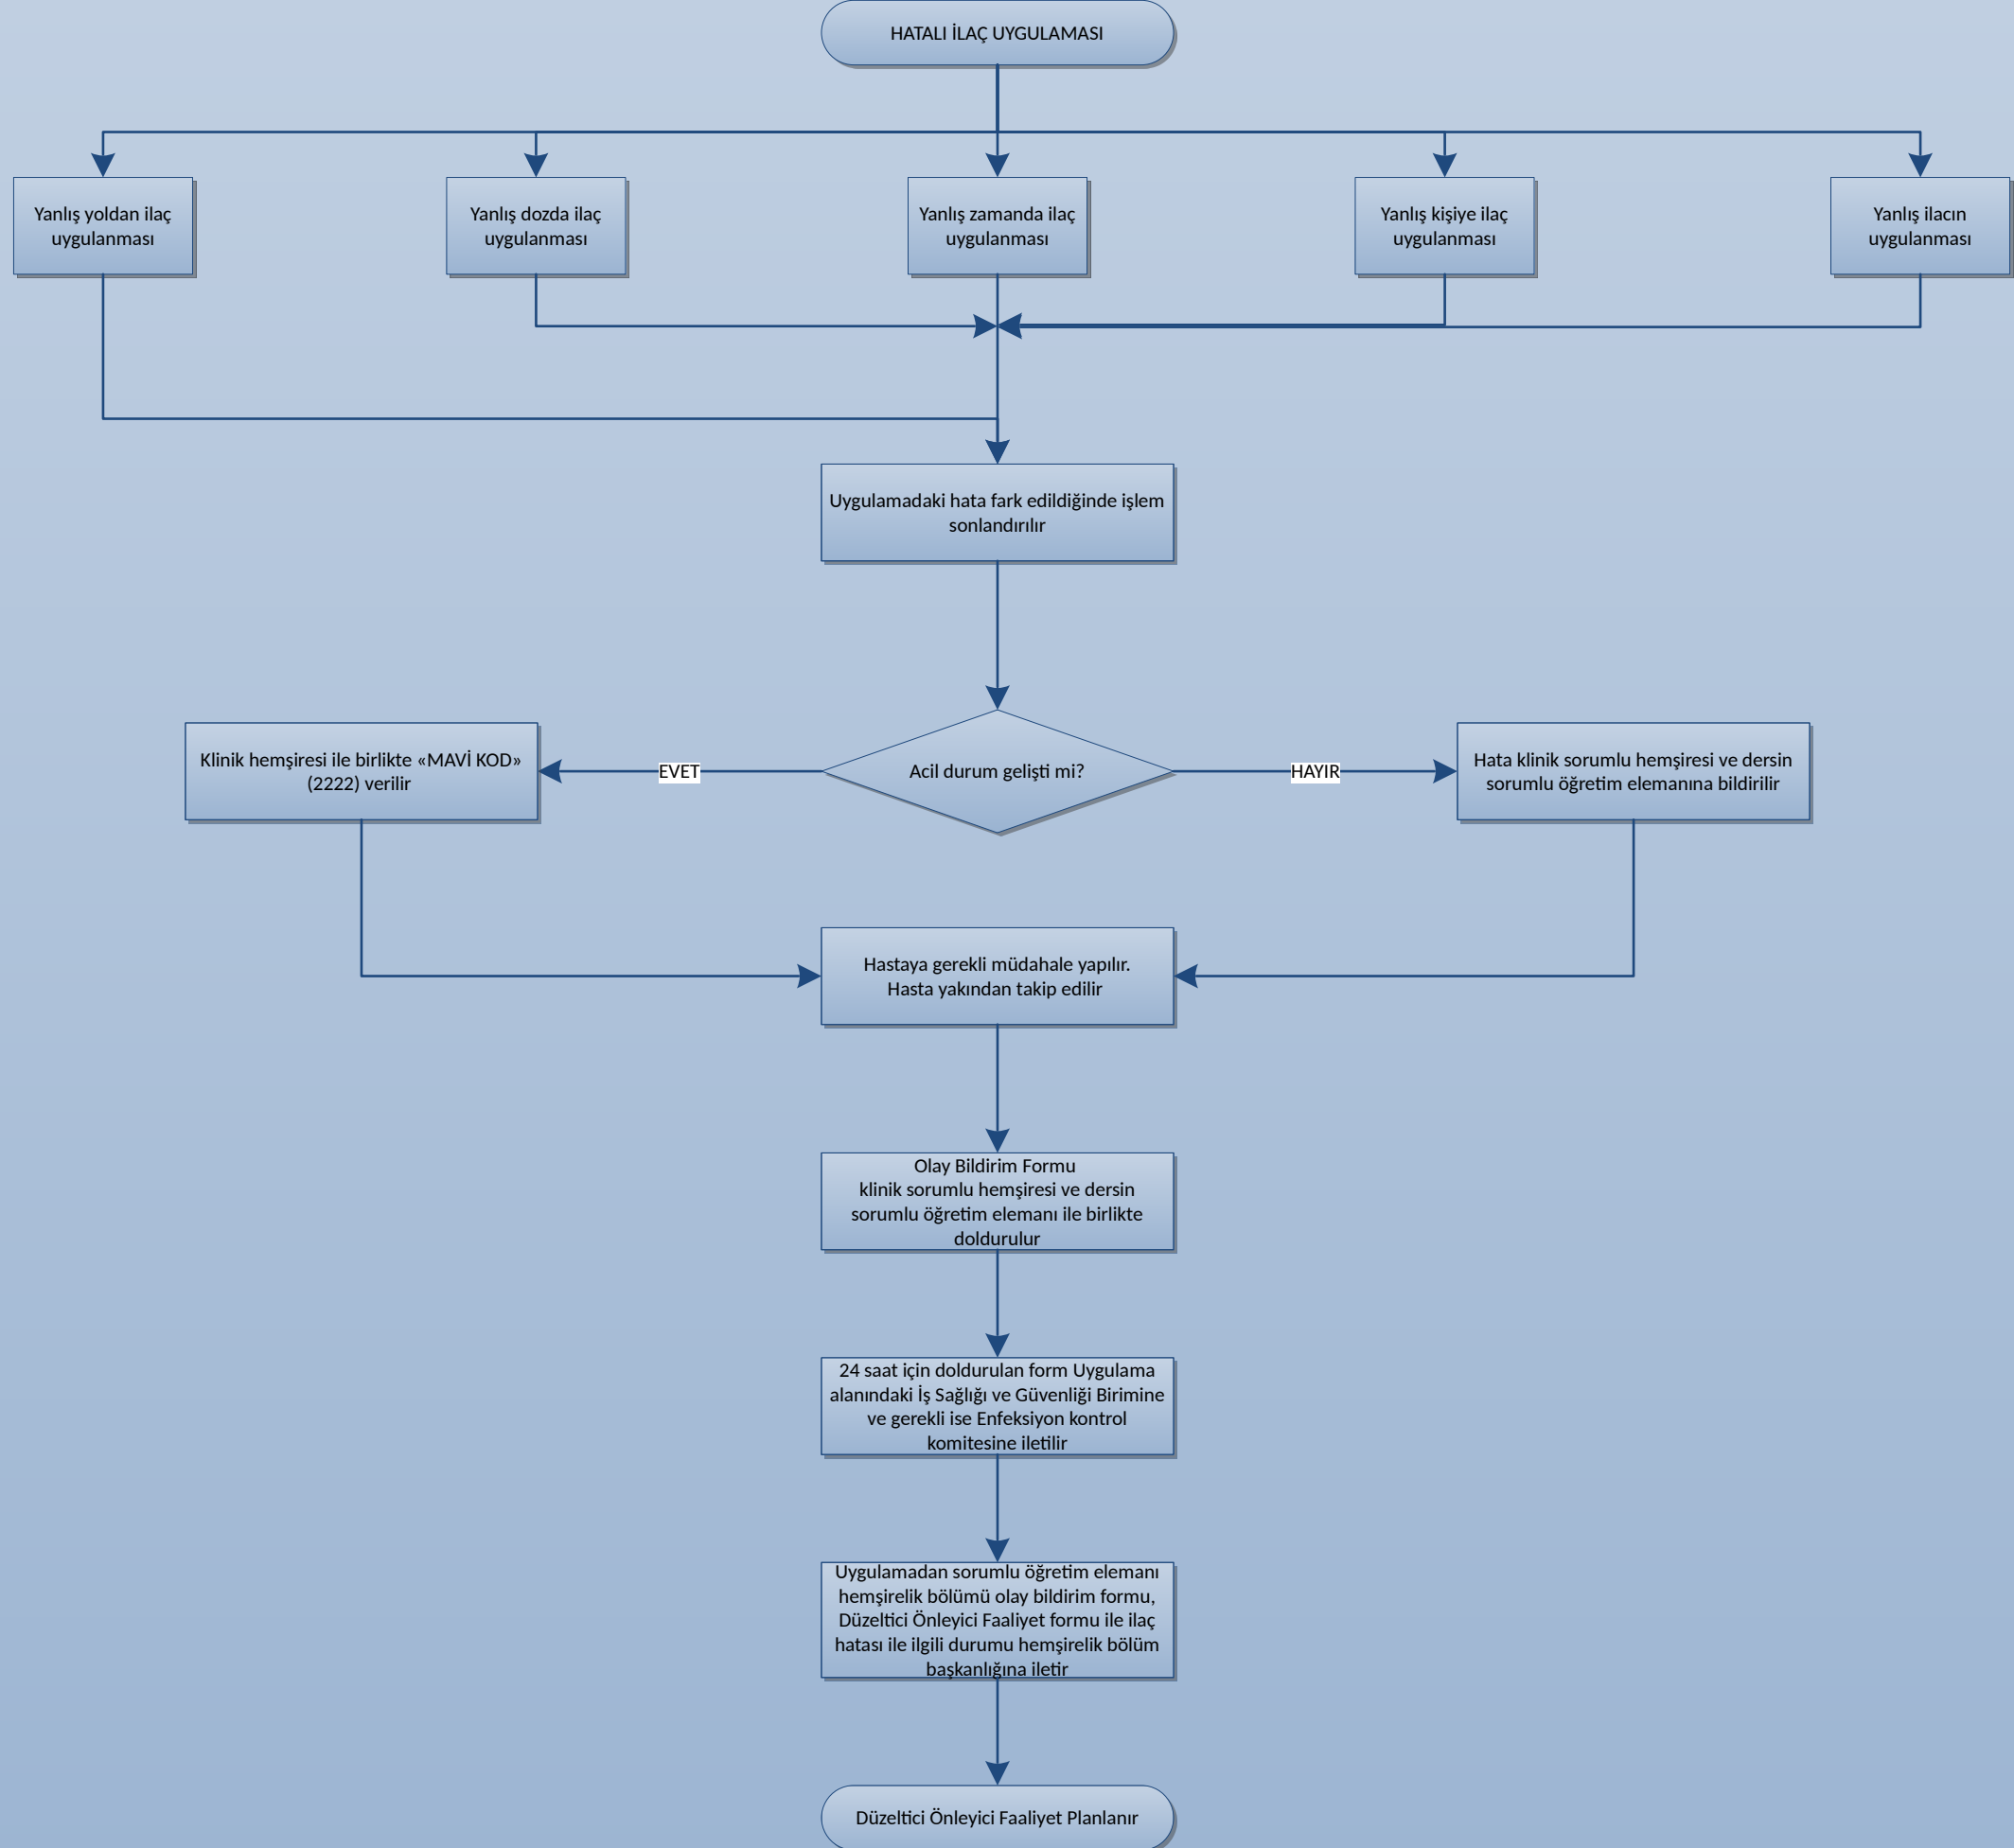 HATALI İLAÇ UYGULAMASI
Yanlış yoldan ilaç
uygulanması
Yanlış dozda ilaç
uygulanması
Yanlış zamanda ilaç
uygulanması
Yanlış kişiye ilaç
uygulanması
Yanlış ilacın
uygulanması
Uygulamadaki hata fark edildiğinde işlem
sonlandırılır
Klinik hemşiresi ile birlikte «MAVİ KOD»
(2222) verilir
EVET
Acil durum gelişti mi?
HAYIR
Hata klinik sorumlu hemşiresi ve dersin
sorumlu öğretim elemanına bildirilir
Hastaya gerekli müdahale yapılır.
Hasta yakından takip edilir
Olay Bildirim Formu
klinik sorumlu hemşiresi ve dersin
sorumlu öğretim elemanı ile birlikte
doldurulur
24 saat için doldurulan form Uygulama
alanındaki İş Sağlığı ve Güvenliği Birimine
ve gerekli ise Enfeksiyon kontrol
komitesine iletilir
Uygulamadan sorumlu öğretim elemanı
hemşirelik bölümü olay bildirim formu,
Düzeltici Önleyici Faaliyet formu ile ilaç
hatası ile ilgili durumu hemşirelik bölüm
başkanlığına iletir
Düzeltici Önleyici Faaliyet Planlanır